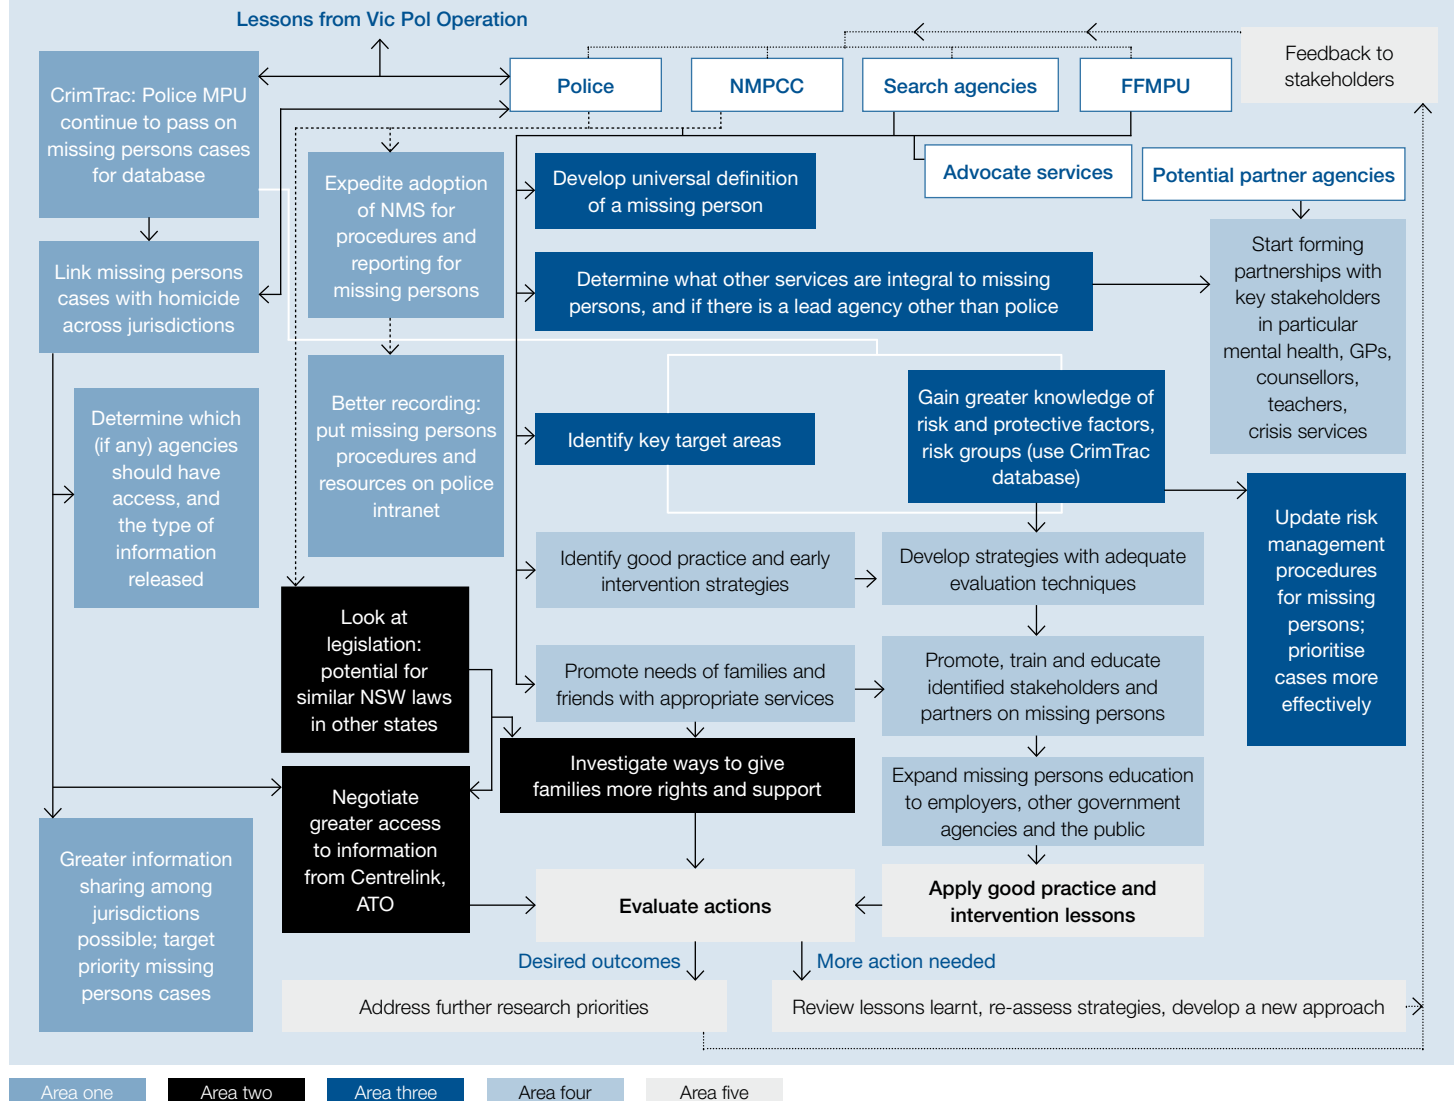 Lessons from Vic Pol Operation
Feedback to
stakeholders
Police
NMPCC
Search agencies
FFMPU
CrimTrac: Police MPU
continue to pass on
missing persons cases
for database
Advocate services
Potential partner agencies
Expedite adoption
of NMS for
procedures and
reporting for
missing persons
Develop universal definition
of a missing person
Link missing persons
cases with homicide
across jurisdictions
Determine what other services are integral to missing
persons, and if there is a lead agency other than police
Start forming
partnerships with
key stakeholders
in particular
mental health, GPs,
counsellors,
teachers,
crisis services
Determine which
(if any) agencies
should have
access, and
the type of
information
released
Better recording:
put missing persons
procedures and
resources on police
intranet
Identify key target areas
Gain greater knowledge of
risk and protective factors,
risk groups (use CrimTrac
database)
Update risk
management
procedures
for missing
persons;
prioritise
cases more
effectively
Identify good practice and early
intervention strategies
Develop strategies with adequate
evaluation techniques
Look at
legislation:
potential for
similar NSW laws
in other states
Promote needs of families and
friends with appropriate services
Promote, train and educate
identified stakeholders and
partners on missing persons
Investigate ways to give
families more rights and support
Negotiate
greater access
to information
from Centrelink,
ATO
Expand missing persons education
to employers, other government
agencies and the public
Greater information
sharing among
jurisdictions
possible; target
priority missing
persons cases
Evaluate actions
Apply good practice and
intervention lessons
Desired outcomes
More action needed
Address further research priorities
Review lessons learnt, re-assess strategies, develop a new approach
Area one
Area two
Area three
Area four
Area five